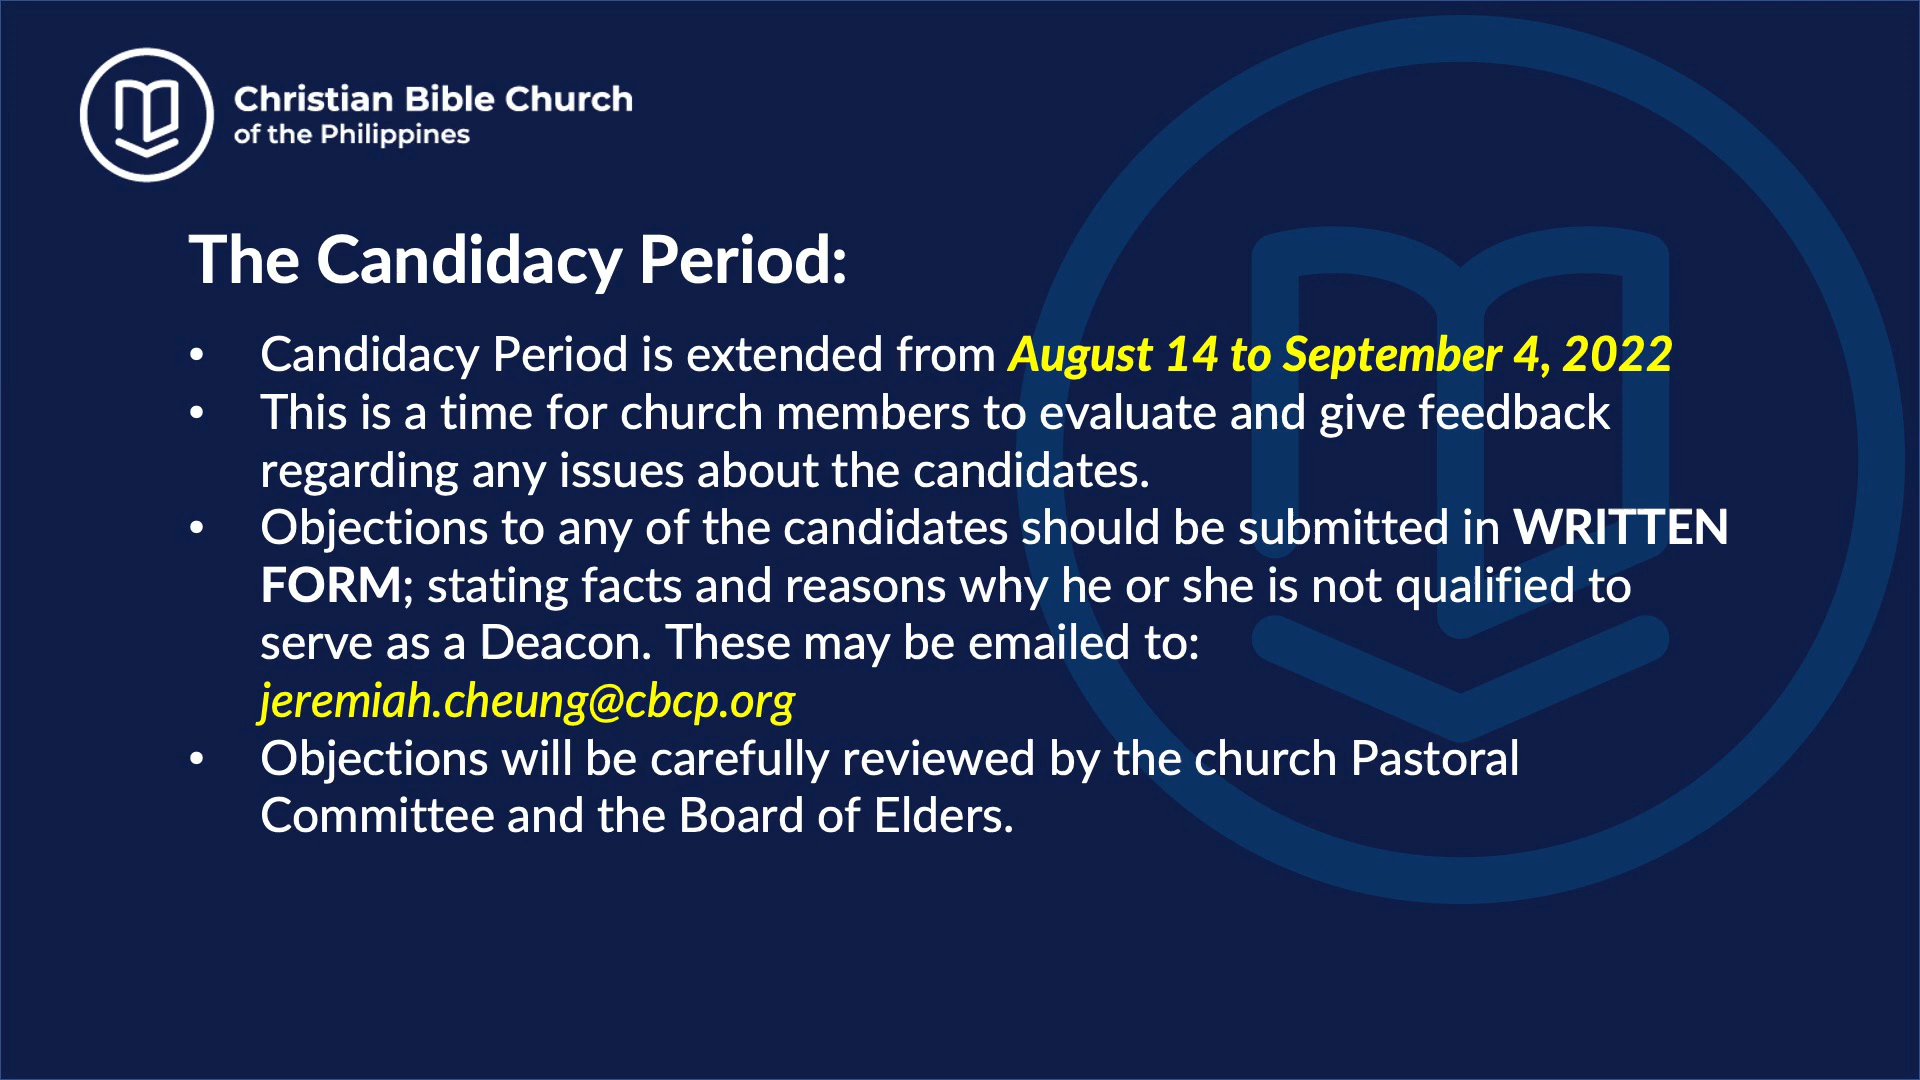 Christian Bible Church
of the Philippines
The Candidacy Period:
• Candidacy Period is extended from August 14 to September 4, 2022
• This is a time for church members to evaluate and give feedback
regarding any issues about the candidates.
• Objections to any of the candidates should be submitted in WRITTEN
FORM; stating facts and reasons why he or she is not qualified to
serve as a Deacon. These may be emailed to:
jeremiah.cheung@cbcp.org
• Objections will be carefully reviewed by the church Pastoral
Committee and the Board of Elders.